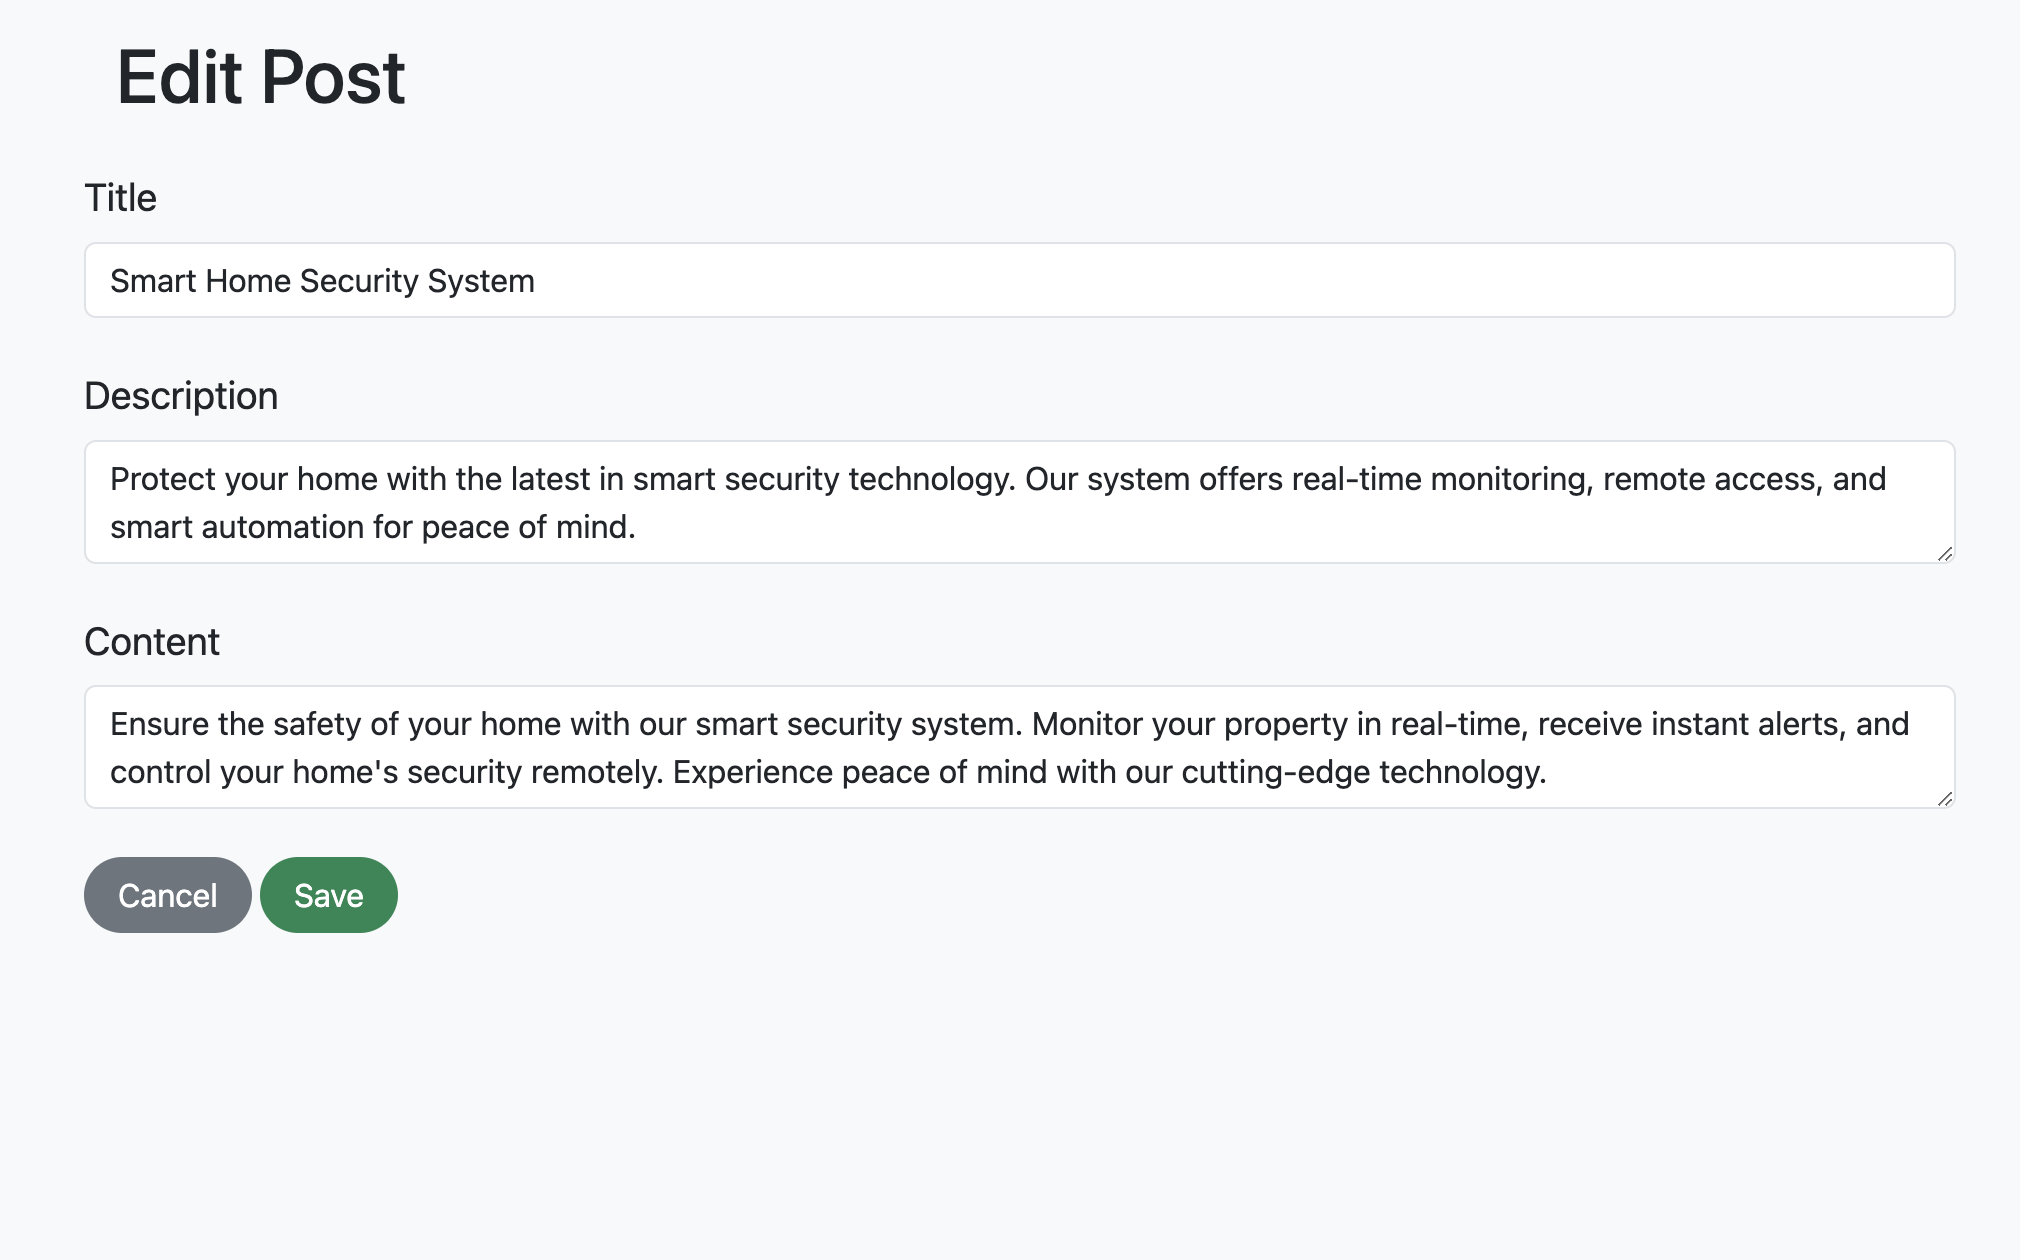 Edit Post
Title
Smart Home Security System
Description
Protect your home with the latest in smart security technology. Our system offers real-time monitoring, remote access, and
smart automation for peace of mind.
Content
Ensure the safety of your home with our smart security system. Monitor your property in real-time, receive instant alerts, and
control your home's security remotely. Experience peace of mind with our cutting-edge technology.
Cancel Save